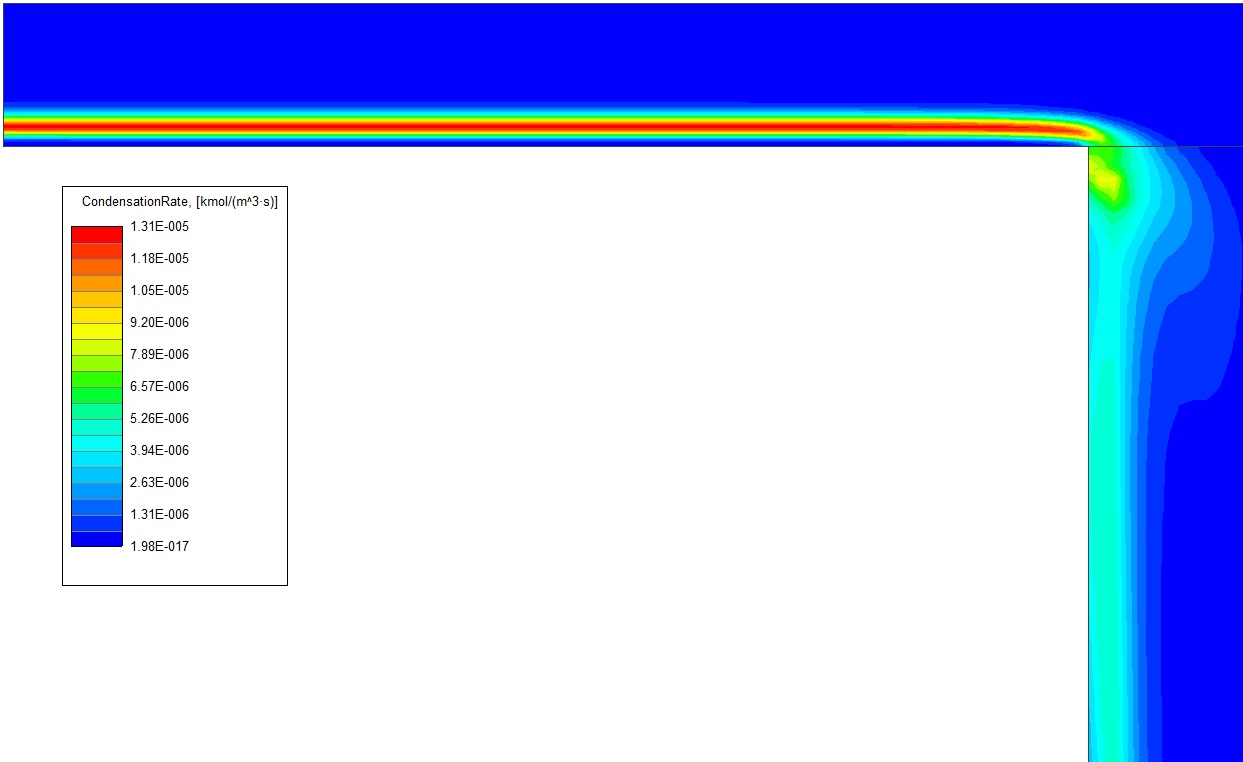 CondensationRate, [kmol/(m^3·s)]
1.31E-005
1.18E-005
1.05E-005
9.20E-006
7.89E-006
6.57E-006
5.26E-006
3.94E-006
2.63E-006
1.31E-006
1.98E-017